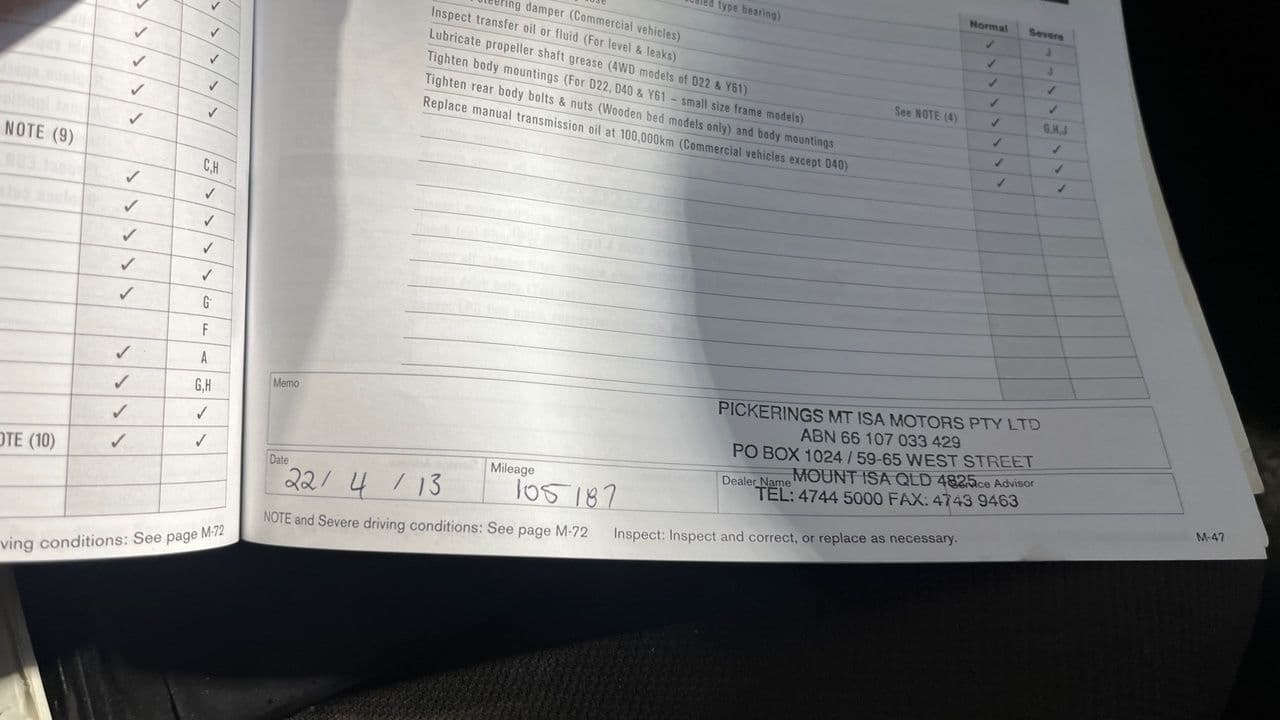 NOTE (9)
C,H
G
F
A
G,H
OTE (10)
ving conditions: See page M-72
type bearing)
Normal Severe
damper (Commercial vehicles) ✓ J
Inspect transfer oil or fluid (For level & leaks) ✓ J
Lubricate propeller shaft grease (4WD models of D22 & Y61) ✓ ✓
Tighten body mountings (For D22, D40 & Y61 – small size frame models) See NOTE (4)
G,H,J
Tighten rear body bolts & nuts (Wooden bed models only) and body mountings
Replace manual transmission oil at 100,000km (Commercial vehicles except D40)
Memo
PICKERINGS MT ISA MOTORS PTY LTD
ABN 66 107 033 429
PO BOX 1024 / 59-65 WEST STREET
MOUNT ISA QLD 4825
TEL: 4744 5000 FAX: 4743 9463
Date
22/ 4 / 13
Mileage
105 187
Dealer Name
Service Advisor
NOTE and Severe driving conditions: See page M-72 Inspect: Inspect and correct, or replace as necessary.
M-47